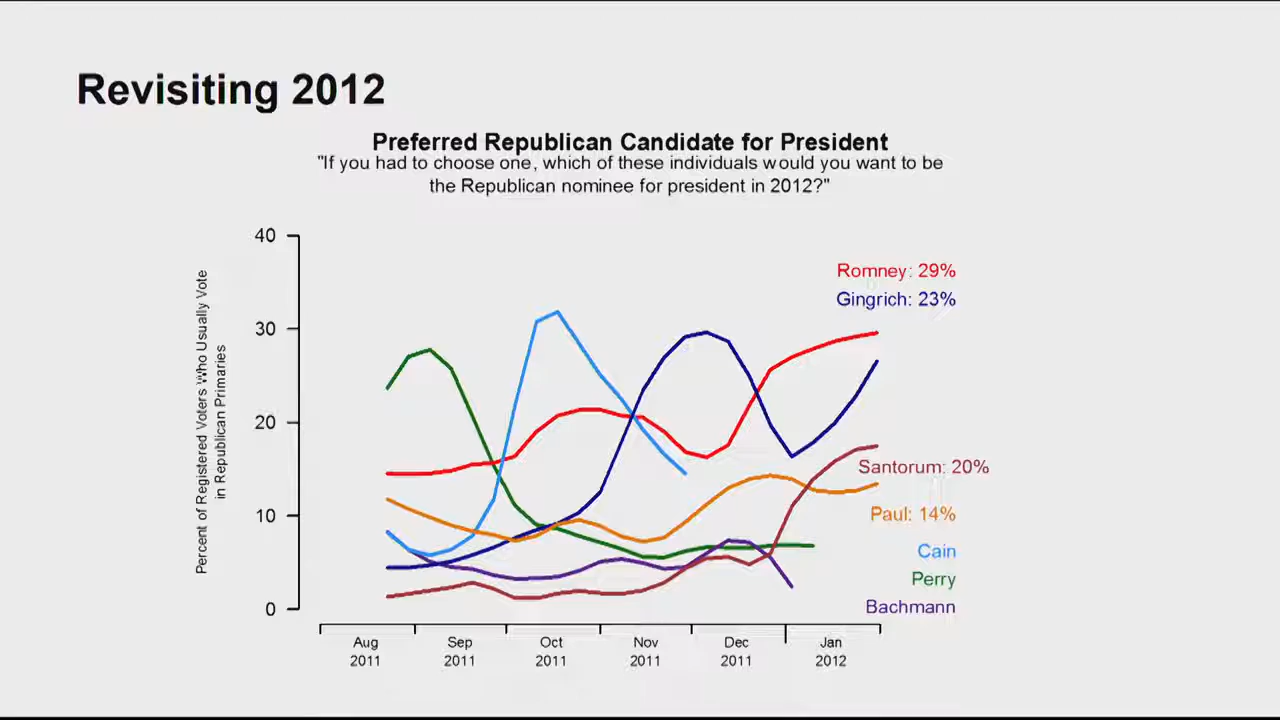 Revisiting 2012
Preferred Republican Candidate for President
"If you had to choose one, which of these individuals would you want to be
the Republican nominee for president in 2012?"
Percent of Registered Voters Who Usually Vote
in Republican Primaries
40
30
20
10
0
Romney: 29%
Gingrich: 23%
Santorum: 20%
Paul: 14%
Cain
Perry
Bachmann
Aug Sep Oct Nov Dec Jan
2011 2011 2011 2011 2011 2012